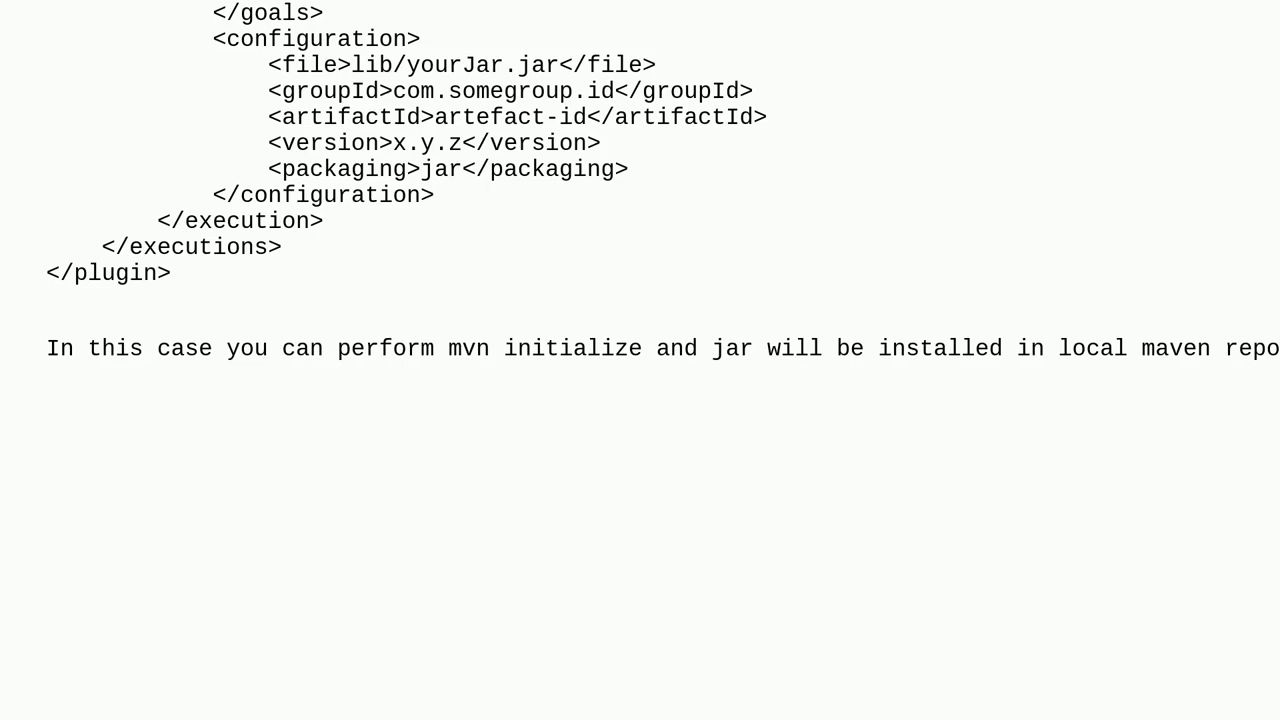 </goals>
<configuration>
<file>lib/yourJar.jar</file>
<groupId>com.somegroup.id</groupId>
<artifactId>artefact-id</artifactId>
<version>x.y.z</version>
<packaging>jar</packaging>
</configuration>
</execution>
</executions>
</plugin>
In this case you can perform mvn initialize and jar will be installed in local maven repo